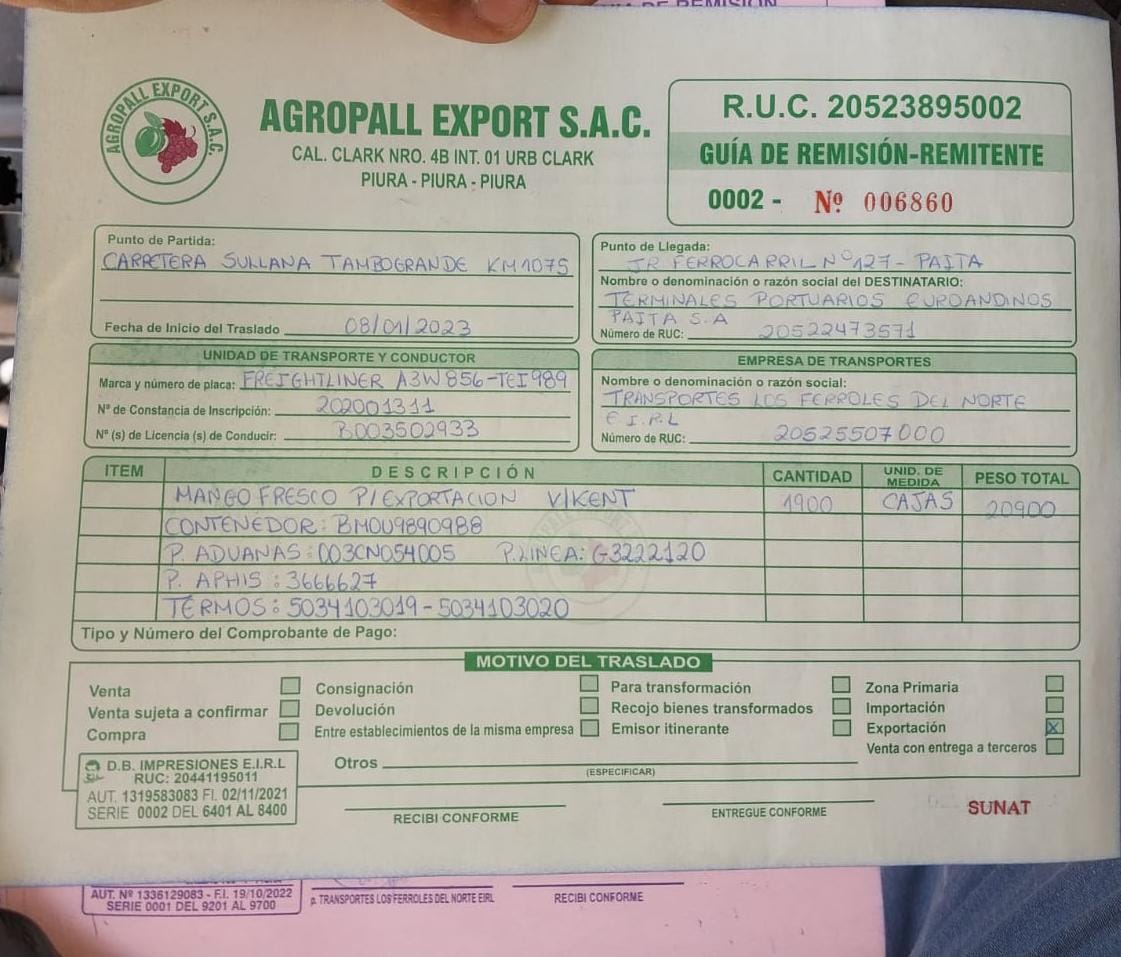 DE REMISIÓN
AGROPALL EXPORT S.A.C.
AGROPALL EXPORT S.A.C.
CAL. CLARK NRO. 4B INT. 01 URB CLARK
PIURA - PIURA - PIURA
R.U.C. 20523895002
GUÍA DE REMISIÓN-REMITENTE
0002 - Nº 006860
Punto de Partida:
CARRETERA SULLANA TAMBOGRANDE KM1075
Fecha de Inicio del Traslado 08/01/2023
Punto de Llegada:
JR FERROCARRIL Nº127- PAITA
Nombre o denominación o razón social del DESTINATARIO:
TERMINALES PORTUARIOS EUROANDINOS
PAITA S.A
Número de RUC: 20522473571
UNIDAD DE TRANSPORTE Y CONDUCTOR
Marca y número de placa: FREIGHTLINER A3W856-TEI989
Nº de Constancia de Inscripción: 202001311
Nº (s) de Licencia (s) de Conducir: B003502933
EMPRESA DE TRANSPORTES
Nombre o denominación o razón social:
TRANSPORTES LOS FERROLES DEL NORTE
E.I.R.L
Número de RUC: 20525507000
ITEM DESCRIPCIÓN CANTIDAD UNID. DE MEDIDA PESO TOTAL
MANGO FRESCO P/EXPORTACION V/KENT 1900 CAJAS 20900
CONTENEDOR: BMOU9890988
P. ADUANAS: 003CN054005 P.LINEA: G3222120
P. APHIS: 3666627
TERMOS: 5034103019-5034103020
Tipo y Número del Comprobante de Pago:
MOTIVO DEL TRASLADO
Venta Consignación Para transformación Zona Primaria
Venta sujeta a confirmar Devolución Recojo bienes transformados Importación
Compra Entre establecimientos de la misma empresa Emisor itinerante Exportación X
Venta con entrega a terceros
Otros
(ESPECIFICAR)
D.B. IMPRESIONES E.I.R.L
RUC: 20441195011
AUT. 1319583083 FI. 02/11/2021
SERIE 0002 DEL 6401 AL 8400
RECIBI CONFORME
ENTREGUE CONFORME
SUNAT
AUT. Nº 1336129083 - F.I. 19/10/2022
SERIE 0001 DEL 9201 AL 9700
p. TRANSPORTES LOS FERROLES DEL NORTE EIRL
RECIBI CONFORME